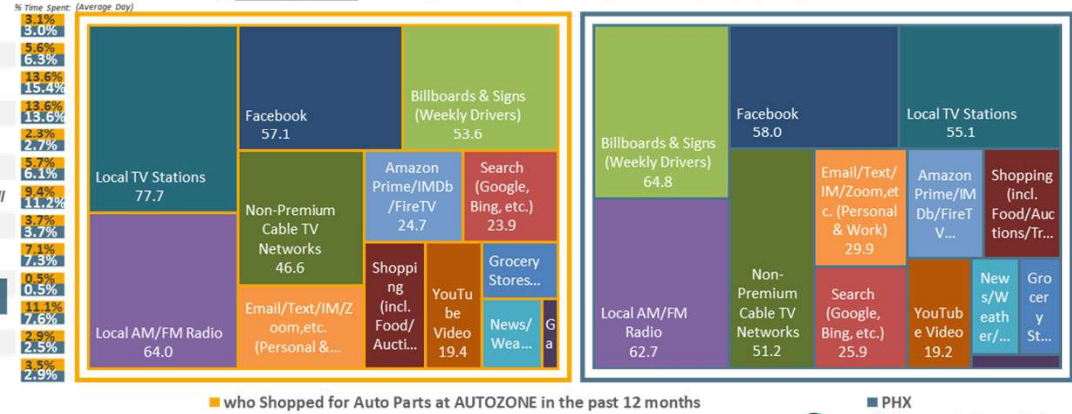 % Time Spent: (Average Day)
3.1%
3.0%
5.6%
6.3%
13.6%
15.4%
13.6%
13.6%
2.3%
2.7%
5.7%
6.1%
9.4%
11.2%
3.7%
3.7%
7.1%
7.3%
0.5%
0.5%
11.1%
7.6%
2.9%
2.5%
3.5%
2.9%
Local TV Stations
77.7
Facebook
57.1
Billboards & Signs
(Weekly Drivers)
53.6
Local AM/FM Radio
64.0
Non-Premium
Cable TV
Networks
46.6
Amazon
Prime/IMDb
/FireTV
24.7
Search
(Google,
Bing, etc.)
23.9
Email/Text/IM/Z
oom,etc.
(Personal &...
Shoppi
ng
(incl.
Food/
Aucti...
YouTu
be
Video
19.4
Grocery
Stores...
News/
Wea...
G
a
Billboards & Signs
(Weekly Drivers)
64.8
Facebook
58.0
Local TV Stations
55.1
Local AM/FM
Radio
62.7
Non-
Premium
Cable TV
Networks
51.2
Email/Text/
IM/Zoom,et
c. (Personal
& Work)
29.9
Amazon
Prime/IM
Db/FireT
V...
Shopping
(incl.
Food/Auc
tions/Tr...
Search
(Google,
Bing, etc.)
25.9
YouTub
e Video
19.2
New
s/W
eath
er/...
Gro
cer
y
St...
who Shopped for Auto Parts at AUTOZONE in the past 12 months
PHX